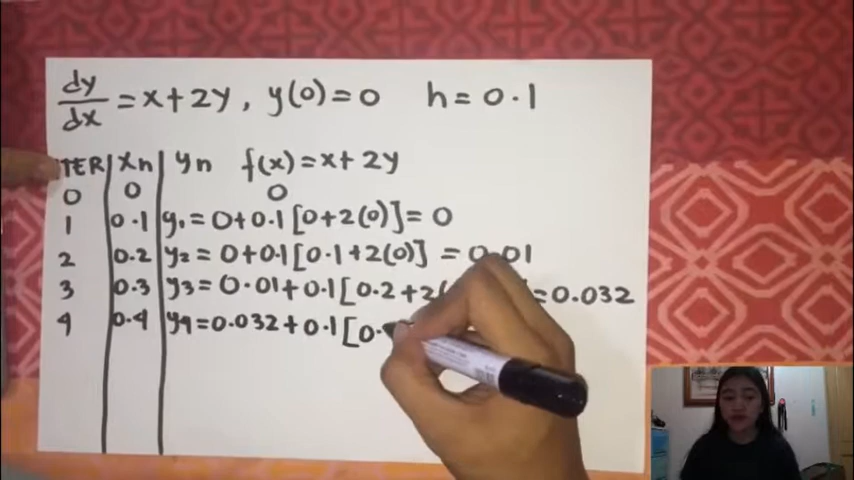 dy/dx = x + 2y , y(0) = 0 h = 0.1
ITER xn yn f(x) = x + 2y
0 0 0
1 0.1 y₁ = 0 + 0.1 [0 + 2(0)] = 0
2 0.2 y₂ = 0 + 0.1 [0.1 + 2(0)] = 0.01
3 0.3 y₃ = 0.01 + 0.1 [0.2 + 2( = 0.032
4 0.4 y₄ = 0.032 + 0.1 [0.